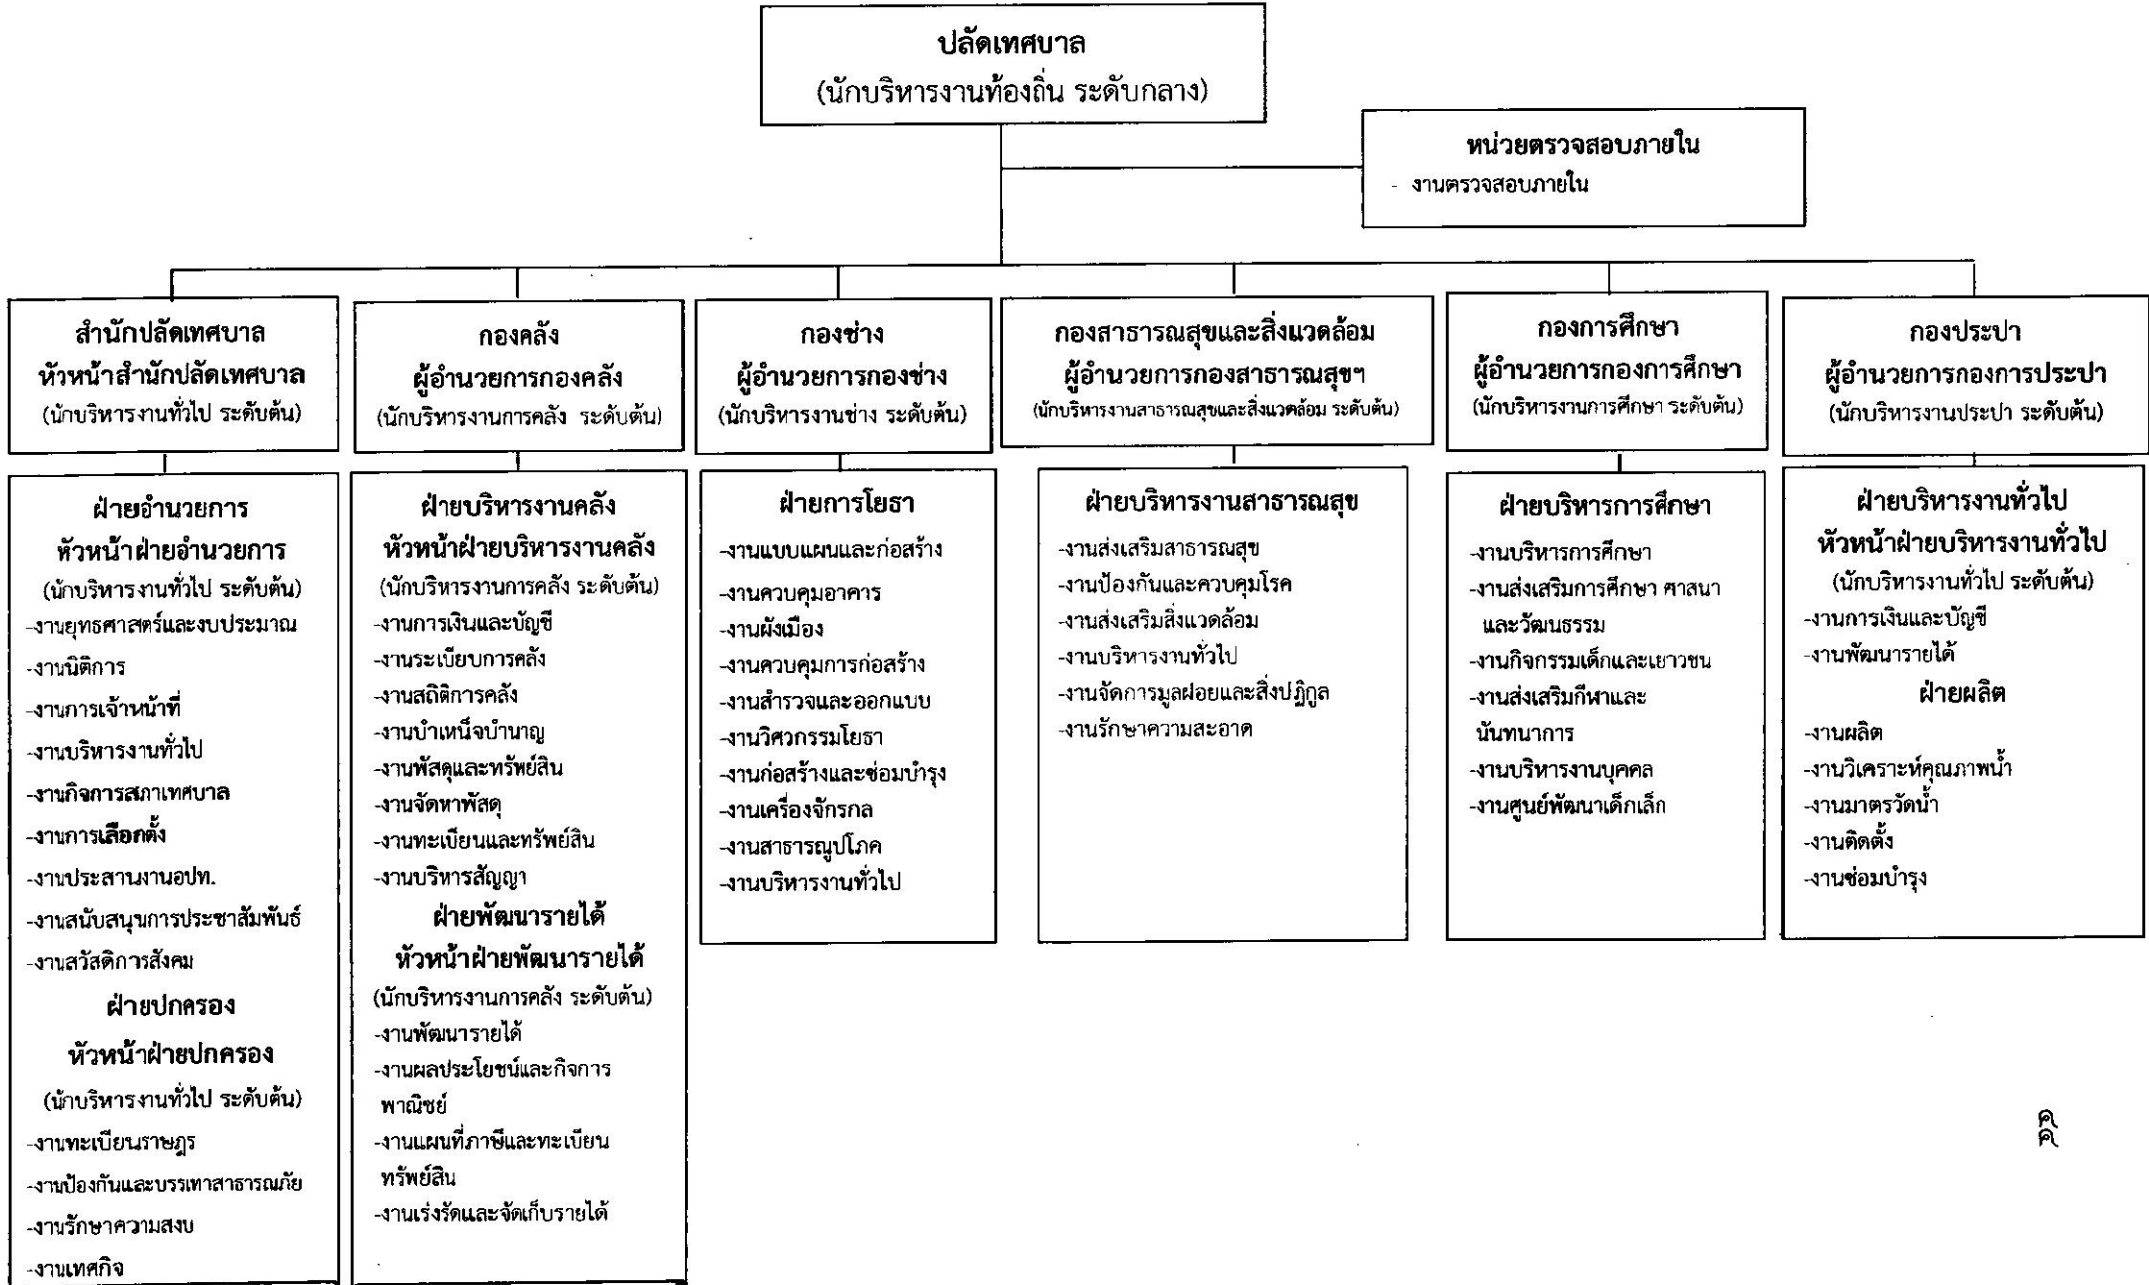 ปลัดเทศบาล
(นักบริหารงานท้องถิ่น ระดับกลาง)
หน่วยตรวจสอบภายใน
- งานตรวจสอบภายใน
สำนักปลัดเทศบาล
หัวหน้าสำนักปลัดเทศบาล
(นักบริหารงานทั่วไป ระดับต้น)
กองคลัง
ผู้อำนวยการกองคลัง
(นักบริหารงานการคลัง ระดับต้น)
กองช่าง
ผู้อำนวยการกองช่าง
(นักบริหารงานช่าง ระดับต้น)
กองสาธารณสุขและสิ่งแวดล้อม
ผู้อำนวยการกองสาธารณสุขฯ
(นักบริหารงานสาธารณสุขและสิ่งแวดล้อม ระดับต้น)
กองการศึกษา
ผู้อำนวยการกองการศึกษา
(นักบริหารงานการศึกษา ระดับต้น)
กองประปา
ผู้อำนวยการกองการประปา
(นักบริหารงานประปา ระดับต้น)
ฝ่ายอำนวยการ
หัวหน้าฝ่ายอำนวยการ
(นักบริหารงานทั่วไป ระดับต้น)
-งานยุทธศาสตร์และงบประมาณ
-งานนิติการ
-งานการเจ้าหน้าที่
-งานบริหารงานทั่วไป
-งานกิจการสภาเทศบาล
-งานการเลือกตั้ง
-งานประสานงานอปท.
-งานสนับสนุนการประชาสัมพันธ์
-งานสวัสดิการสังคม
ฝ่ายปกครอง
หัวหน้าฝ่ายปกครอง
(นักบริหารงานทั่วไป ระดับต้น)
-งานทะเบียนราษฎร
-งานป้องกันและบรรเทาสาธารณภัย
-งานรักษาความสงบ
-งานเทศกิจ
ฝ่ายบริหารงานคลัง
หัวหน้าฝ่ายบริหารงานคลัง
(นักบริหารงานการคลัง ระดับต้น)
-งานการเงินและบัญชี
-งานระเบียบการคลัง
-งานสถิติการคลัง
-งานบำเหน็จบำนาญ
-งานพัสดุและทรัพย์สิน
-งานจัดหาพัสดุ
-งานทะเบียนและทรัพย์สิน
-งานบริหารสัญญา
ฝ่ายพัฒนารายได้
หัวหน้าฝ่ายพัฒนารายได้
(นักบริหารงานการคลัง ระดับต้น)
-งานพัฒนารายได้
-งานผลประโยชน์และกิจการ
พาณิชย์
-งานแผนที่ภาษีและทะเบียน
ทรัพย์สิน
-งานเร่งรัดและจัดเก็บรายได้
ฝ่ายการโยธา
-งานแบบแผนและก่อสร้าง
-งานควบคุมอาคาร
-งานผังเมือง
-งานควบคุมการก่อสร้าง
-งานสำรวจและออกแบบ
-งานวิศวกรรมโยธา
-งานก่อสร้างและซ่อมบำรุง
-งานเครื่องจักรกล
-งานสาธารณูปโภค
-งานบริหารงานทั่วไป
ฝ่ายบริหารงานสาธารณสุข
-งานส่งเสริมสาธารณสุข
-งานป้องกันและควบคุมโรค
-งานส่งเสริมสิ่งแวดล้อม
-งานบริหารงานทั่วไป
-งานจัดการมูลฝอยและสิ่งปฏิกูล
-งานรักษาความสะอาด
ฝ่ายบริหารการศึกษา
-งานบริหารการศึกษา
-งานส่งเสริมการศึกษา ศาสนา
และวัฒนธรรม
-งานกิจกรรมเด็กและเยาวชน
-งานส่งเสริมกีฬาและ
นันทนาการ
-งานบริหารงานบุคคล
-งานศูนย์พัฒนาเด็กเล็ก
ฝ่ายบริหารงานทั่วไป
หัวหน้าฝ่ายบริหารงานทั่วไป
(นักบริหารงานทั่วไป ระดับต้น)
-งานการเงินและบัญชี
-งานพัฒนารายได้
ฝ่ายผลิต
-งานผลิต
-งานวิเคราะห์คุณภาพน้ำ
-งานมาตรวัดน้ำ
-งานติดตั้ง
-งานซ่อมบำรุง